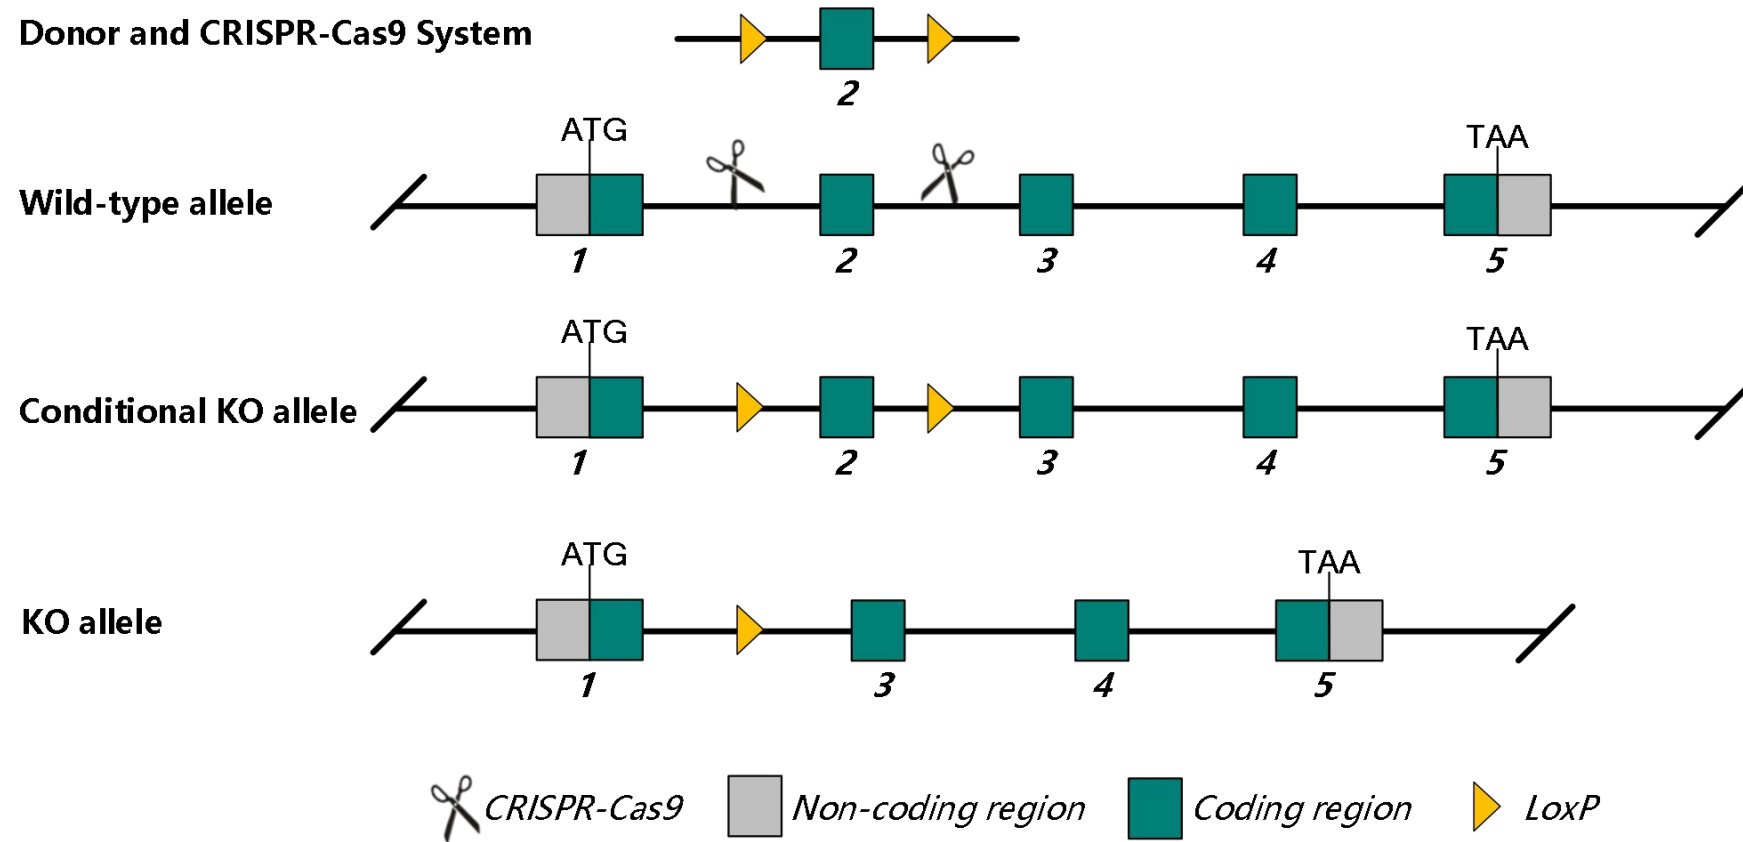 Donor and CRISPR-Cas9 System
2
ATG
TAA
Wild-type allele
1 2 3 4 5
ATG
TAA
Conditional KO allele
1 2 3 4 5
ATG
TAA
KO allele
1 3 4 5
CRISPR-Cas9 Non-coding region Coding region LoxP